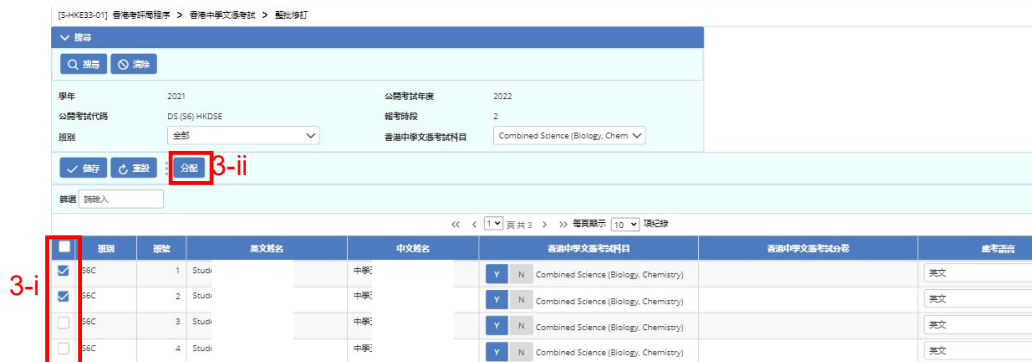 [S-HKE33-01] 香港考評局程序 > 香港中學文憑考試 > 整批修訂
搜尋
搜尋 清除
學年 2021 公開考試年度 2022
公開考試代碼 DS (S6) HKDSE 報考時段 2
班別 全部 香港中學文憑考試科目 Combined Science (Biology, Chem
儲存 重設 分配 3-ii
篩選 請輸入
1 頁共 3 每頁顯示 10 項紀錄
班別 班號 英文姓名 中文姓名 香港中學文憑考試科目 香港中學文憑考試分卷 應考語言
3-i
S6C 1 Stude 中學 Y N Combined Science (Biology, Chemistry) 英文
S6C 2 Stude 中學 Y N Combined Science (Biology, Chemistry) 英文
S6C 3 Stude 中學 Y N Combined Science (Biology, Chemistry) 英文
S6C 4 Stude 中學 Y N Combined Science (Biology, Chemistry) 英文